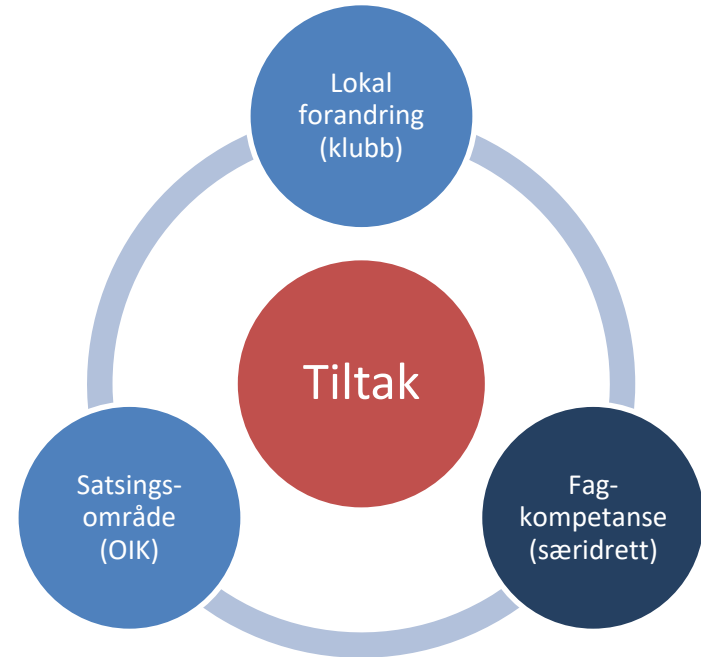 Lokal
forandring
(klubb)
Tiltak
Satsings-
område
(OIK)
Fag-
kompetanse
(særidrett)